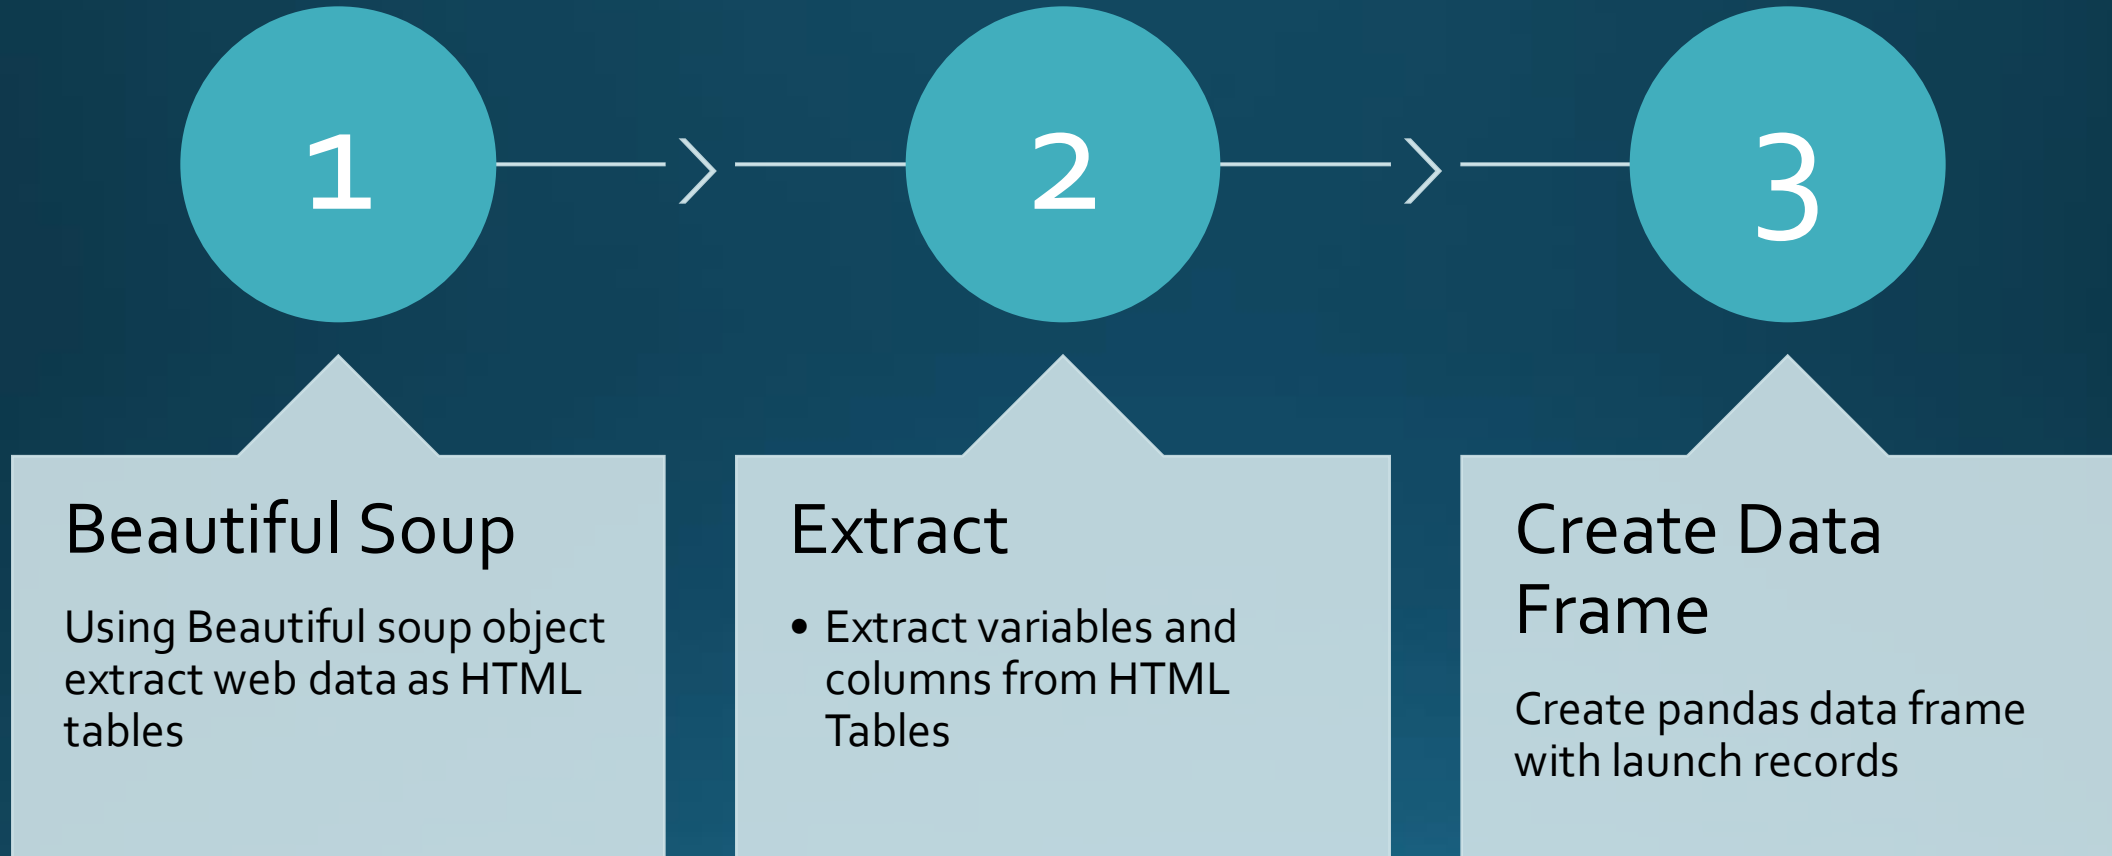 1
2
3
Beautiful Soup
Using Beautiful soup object
extract web data as HTML
tables
Extract
• Extract variables and
columns from HTML
Tables
Create Data
Frame
Create pandas data frame
with launch records